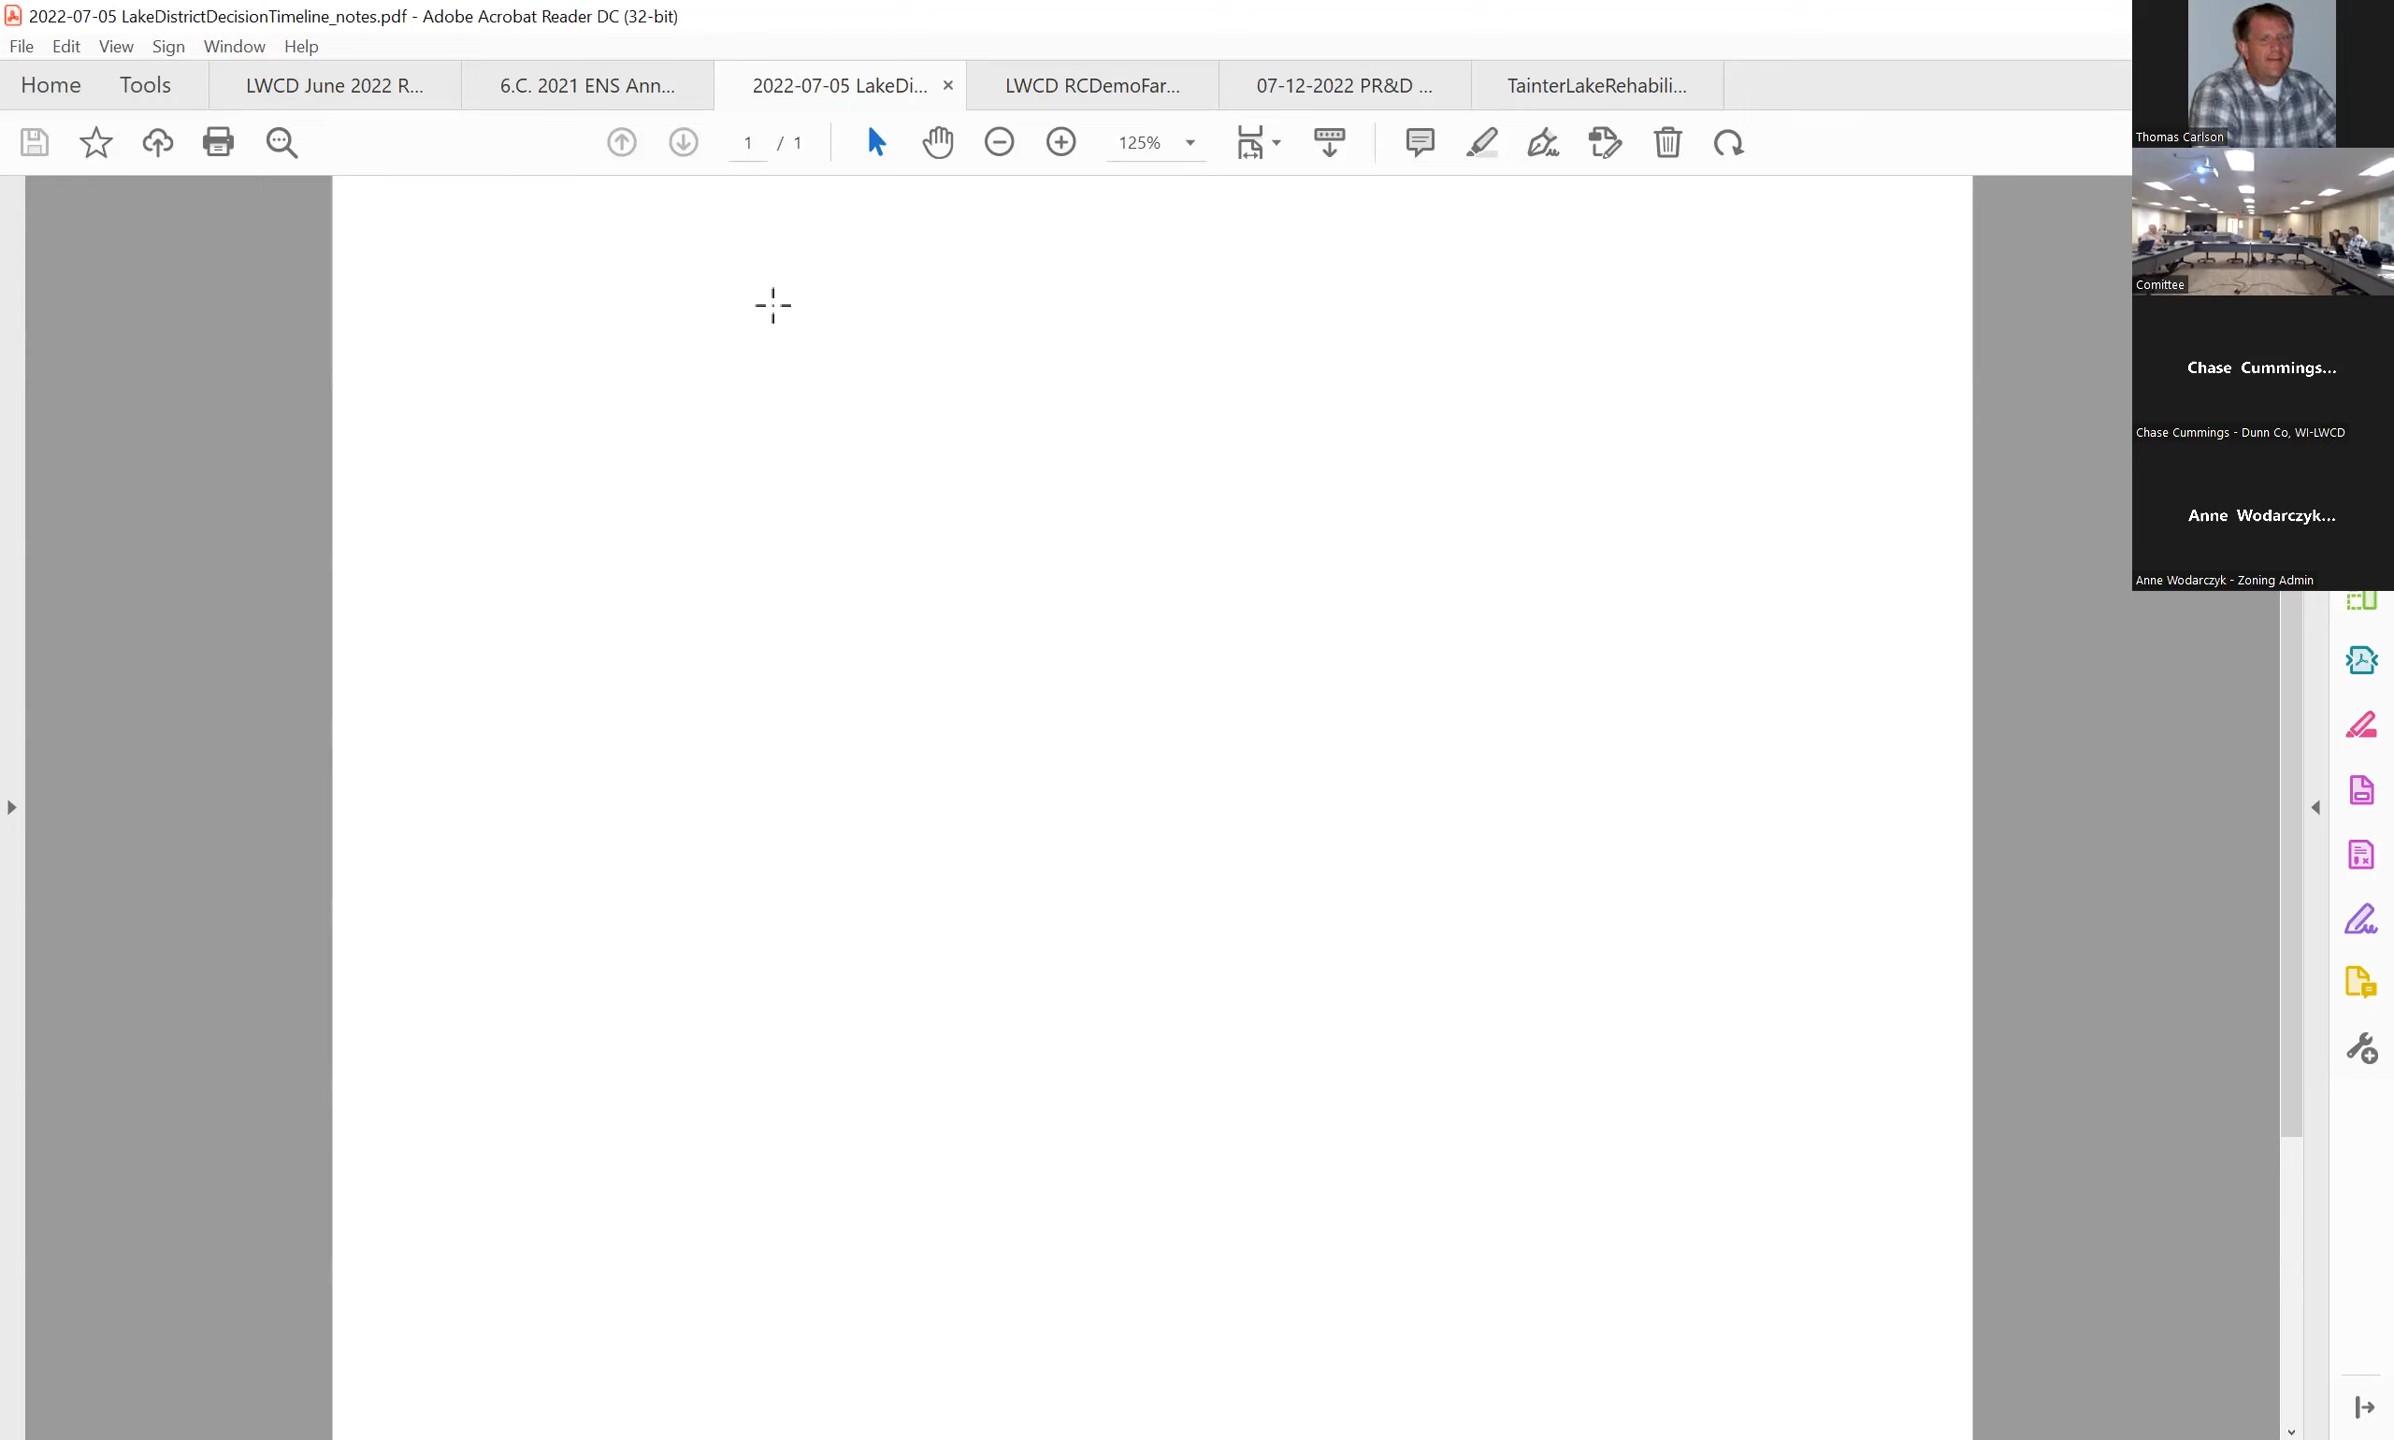 2022-07-05 LakeDistrictDecisionTimeline_notes.pdf - Adobe Acrobat Reader DC (32-bit)
File Edit View Sign Window Help
Home Tools LWCD June 2022 R... 6.C. 2021 ENS Ann... 2022-07-05 LakeDi... LWCD RCDemoFar... 07-12-2022 PR&D ... TainterLakeRehabili...
1 / 1 125%
Thomas Carlson
Comittee
Chase Cummings...
Chase Cummings - Dunn Co, WI-LWCD
Anne Wodarczyk...
Anne Wodarczyk - Zoning Admin